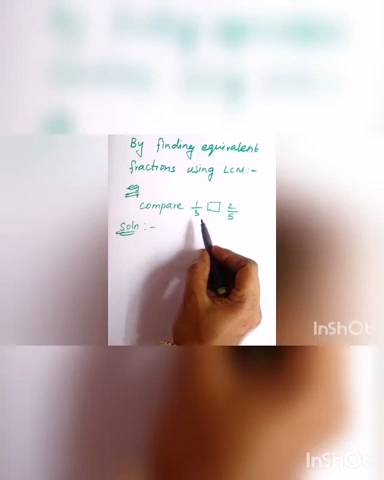 By finding equivalent
fractions using LCM:-
compare 1/3 □ 2/5
Soln :-
InShOt
InShOt